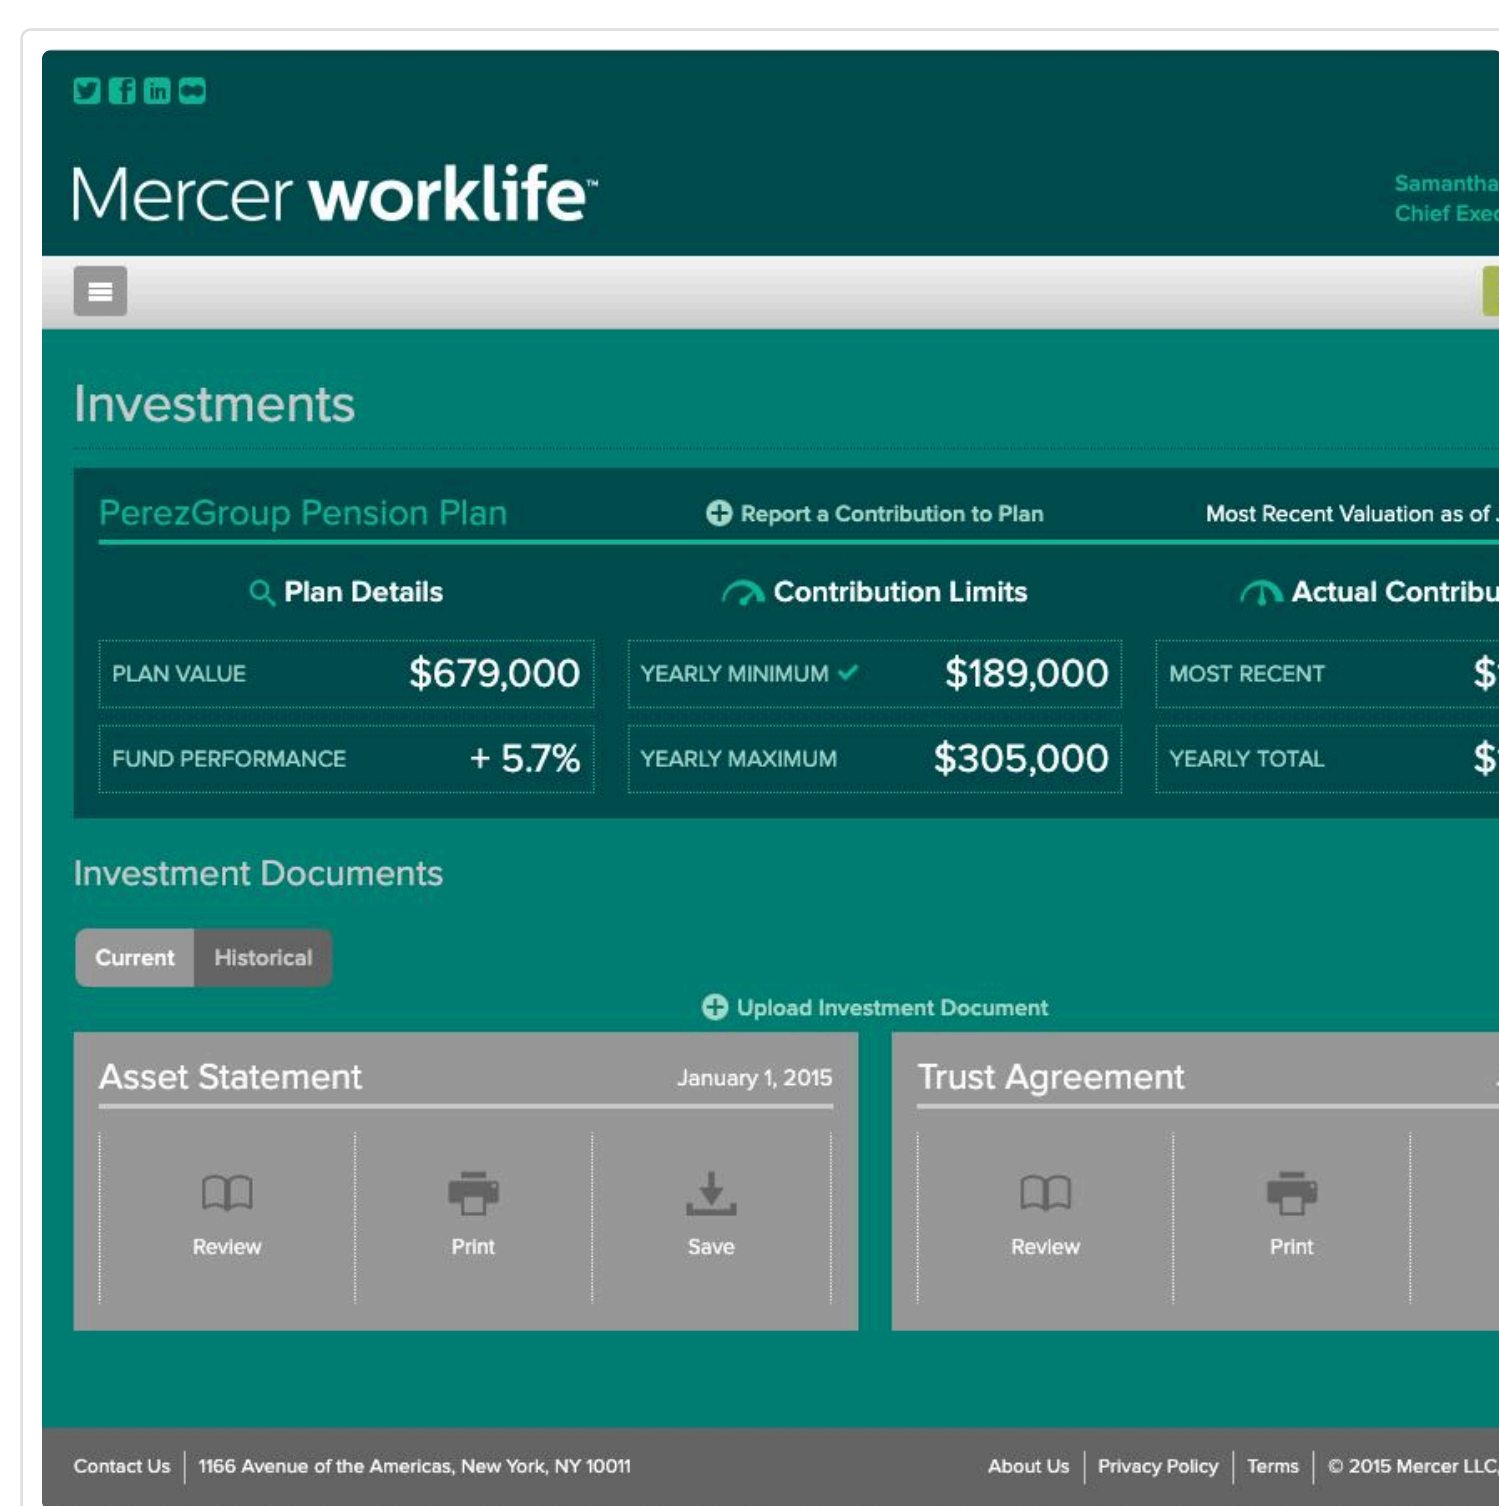 Mercer worklife™
Samantha
Chief
Investments
PerezGroup Pension Plan
Report a Contribution to Plan
Most Recent Valuation as of
Plan Details
Contribution Limits
Actual
PLAN VALUE $679,000
YEARLY MINIMUM $189,000
MOST RECENT
FUND PERFORMANCE + 5.7%
YEARLY MAXIMUM $305,000
YEARLY TOTAL
Investment Documents
Current Historical
Upload Investment Document
Asset Statement January 1, 2015
Trust Agreement
Review Print Save
Review Print
Contact Us 1166 Avenue of the Americas, New York, NY 10011
About Us Privacy Policy Terms © 2015 Mercer LLC,